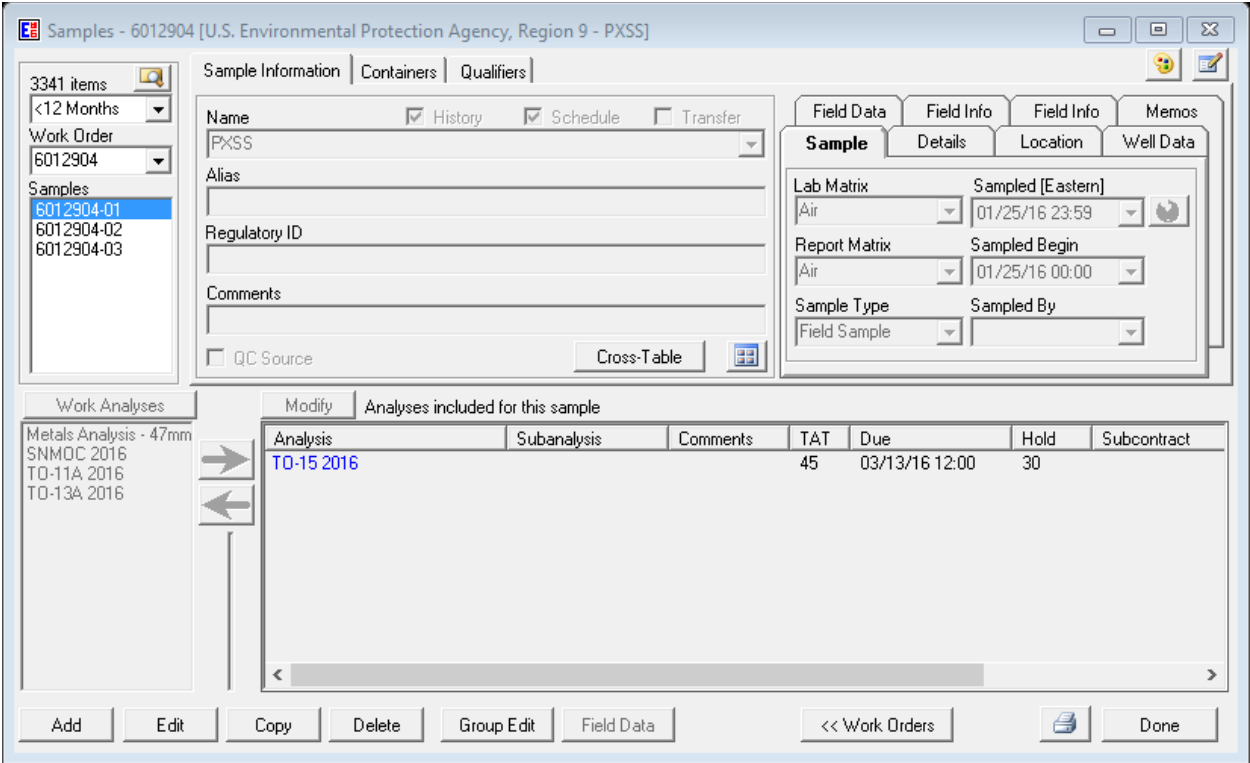 Samples - 6012904 [U.S. Environmental Protection Agency, Region 9 - PXSS]
3341 items
<12 Months
Work Order
6012904
Samples
6012904-01
6012904-02
6012904-03
Sample Information Containers Qualifiers
Name History Schedule Transfer
PXSS
Alias
Regulatory ID
Comments
QC Source Cross-Table
Field Data Field Info Field Info Memos
Sample Details Location Well Data
Lab Matrix Sampled [Eastern]
Air 01/25/16 23:59
Report Matrix Sampled Begin
Air 01/25/16 00:00
Sample Type Sampled By
Field Sample
Work Analyses
Metals Analysis - 47mm
SNMOC 2016
TO-11A 2016
TO-13A 2016
Modify Analyses included for this sample
Analysis Subanalysis Comments TAT Due Hold Subcontract
TO-15 2016 45 03/13/16 12:00 30
Add Edit Copy Delete Group Edit Field Data << Work Orders Done